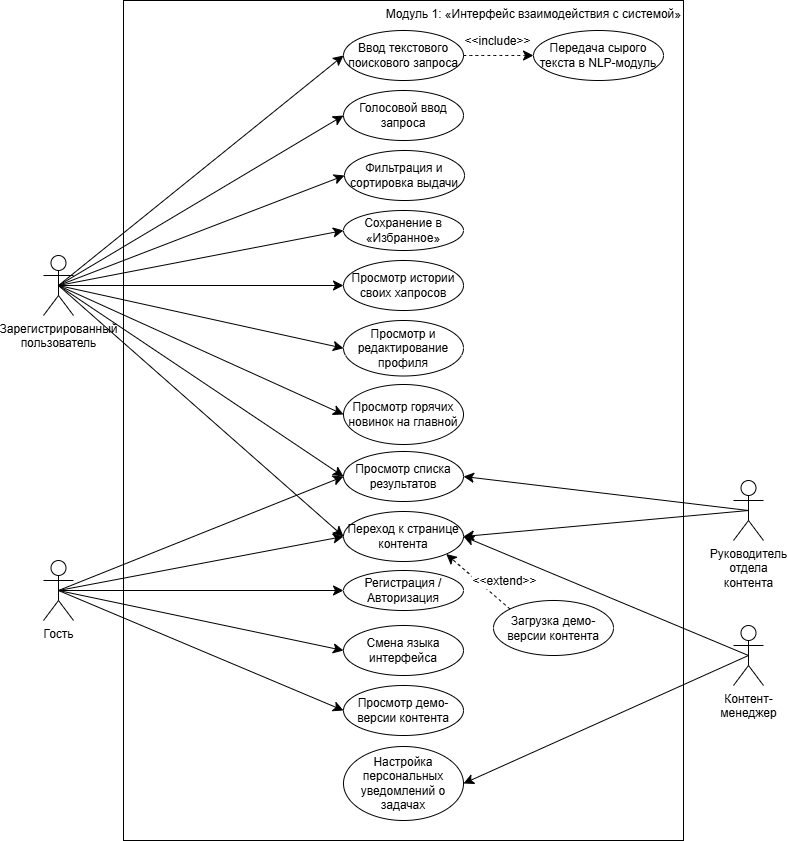 Модуль 1: «Интерфейс взаимодействия с системой»
Ввод текстового
поискового запроса
<<include>>
Передача сырого
текста в NLP-модуль
Голосовой ввод
запроса
Фильтрация и
сортировка выдачи
Сохранение в
«Избранное»
Просмотр истории
своих хапросов
Зарегистрированный
пользователь
Просмотр и
редактирование
профиля
Просмотр горячих
новинок на главной
Просмотр списка
результатов
Переход к странице
контента
Руководитель
отдела
контента
<<extend>>
Регистрация /
Авторизация
Загрузка демо-
версии контента
Гость
Смена языка
интерфейса
Просмотр демо-
версии контента
Контент-
менеджер
Настройка
персональных
уведомлений о
задачах